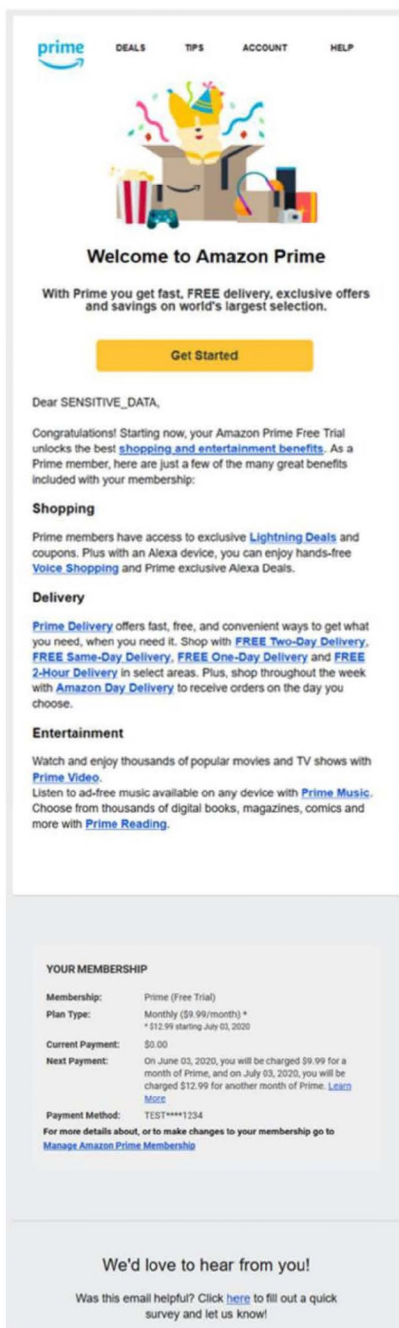 prime
DEALS TIPS ACCOUNT HELP
Welcome to Amazon Prime
With Prime you get fast, FREE delivery, exclusive offers
and savings on world's largest selection.
Get Started
Dear SENSITIVE_DATA,
Congratulations! Starting now, your Amazon Prime Free Trial
unlocks the best shopping and entertainment benefits. As a
Prime member, here are just a few of the many great benefits
included with your membership:
Shopping
Prime members have access to exclusive Lightning Deals and
coupons. Plus with an Alexa device, you can enjoy hands-free
Voice Shopping and Prime exclusive Alexa Deals.
Delivery
Prime Delivery offers fast, free, and convenient ways to get what
you need, when you need it. Shop with FREE Two-Day Delivery,
FREE Same-Day Delivery, FREE One-Day Delivery and FREE
2-Hour Delivery in select areas. Plus, shop throughout the week
with Amazon Day Delivery to receive orders on the day you
choose.
Entertainment
Watch and enjoy thousands of popular movies and TV shows with
Prime Video.
Listen to ad-free music available on any device with Prime Music.
Choose from thousands of digital books, magazines, comics and
more with Prime Reading.
YOUR MEMBERSHIP
Membership: Prime (Free Trial)
Plan Type: Monthly ($9.99/month) *
* $12.99 starting July 03, 2020
Current Payment: $0.00
Next Payment: On June 03, 2020, you will be charged $9.99 for a
month of Prime, and on July 03, 2020, you will be
charged $12.99 for another month of Prime. Learn
More
Payment Method: TEST****1234
For more details about, or to make changes to your membership go to
Manage Amazon Prime Membership
We'd love to hear from you!
Was this email helpful? Click here to fill out a quick
survey and let us know!